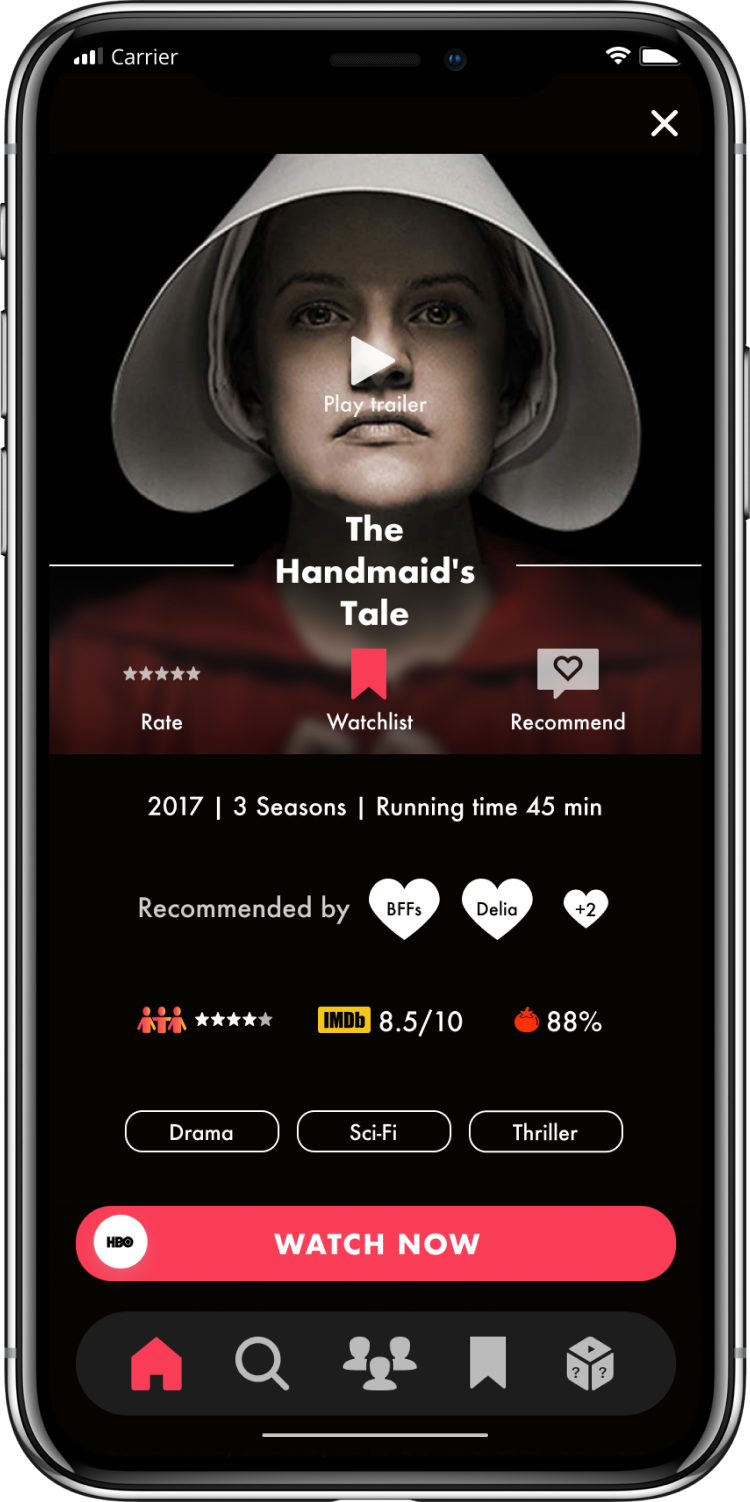 Carrier
Play trailer
The
Handmaid's
Tale
Rate Watchlist Recommend
2017 | 3 Seasons | Running time 45 min
Recommended by BFFs Delia +2
IMDb 8.5/10 88%
Drama Sci-Fi Thriller
HBO WATCH NOW
? ?